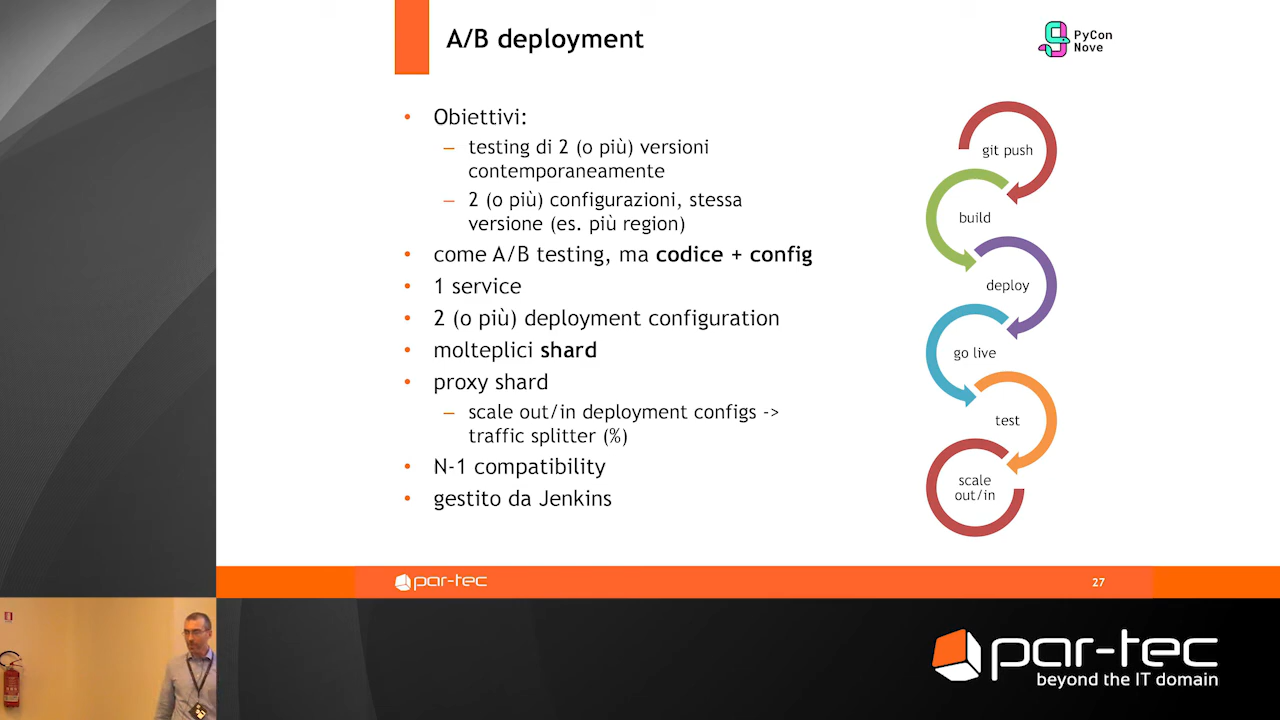 A/B deployment
PyCon
Nove
• Obiettivi:
– testing di 2 (o più) versioni
contemporaneamente
– 2 (o più) configurazioni, stessa
versione (es. più region)
• come A/B testing, ma codice + config
• 1 service
• 2 (o più) deployment configuration
• molteplici shard
• proxy shard
– scale out/in deployment configs ->
traffic splitter (%)
• N-1 compatibility
• gestito da Jenkins
git push
build
deploy
go live
test
scale
out/in
par-tec
27
par-tec
beyond the IT domain